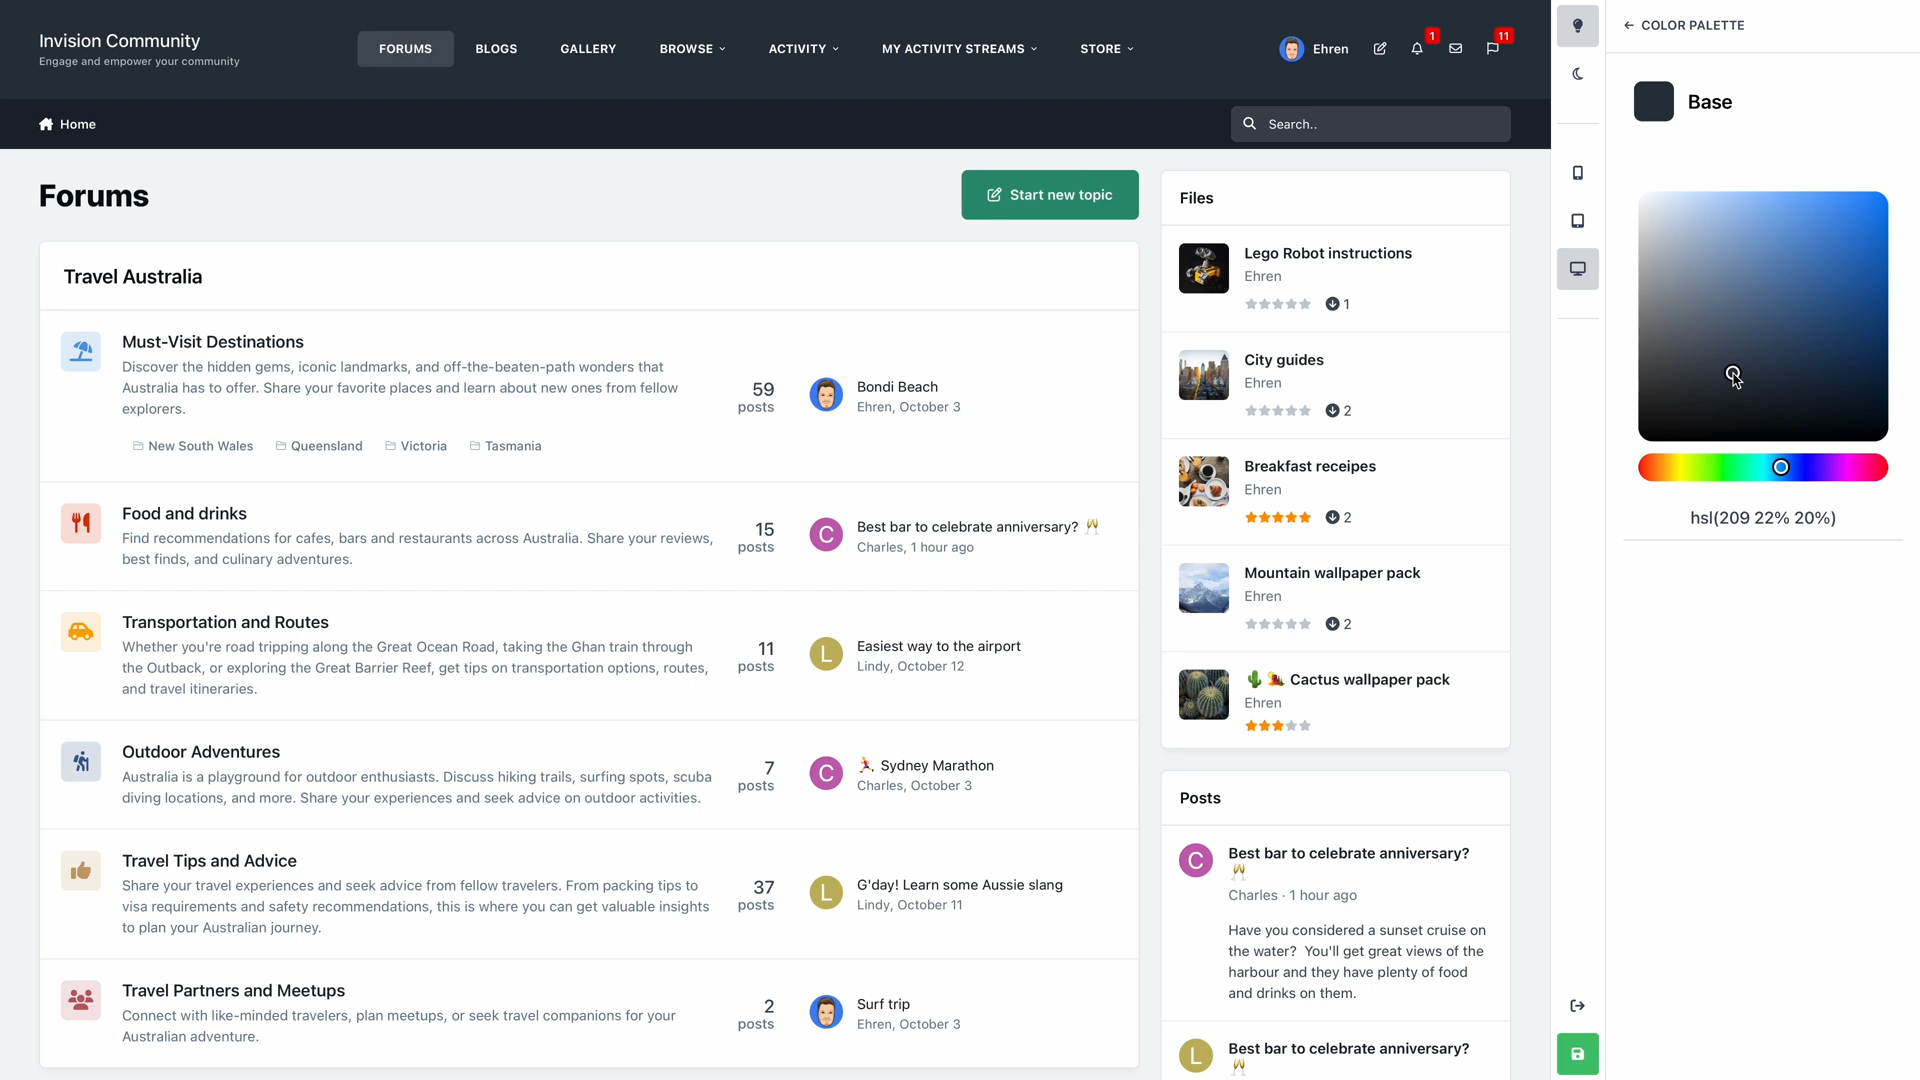 Invision Community
Engage and empower your community
FORUMS
BLOGS
GALLERY
BROWSE
ACTIVITY
MY ACTIVITY STREAMS
STORE
Ehren
1
11
Home
Search..
Forums
Start new topic
Travel Australia
Must-Visit Destinations
Discover the hidden gems, iconic landmarks, and off-the-beaten-path wonders that
Australia has to offer. Share your favorite places and learn about new ones from fellow
explorers.
New South Wales
Queensland
Victoria
Tasmania
59
posts
Bondi Beach
Ehren, October 3
Food and drinks
Find recommendations for cafes, bars and restaurants across Australia. Share your reviews,
best finds, and culinary adventures.
15
posts
C
Best bar to celebrate anniversary? 🥂
Charles, 1 hour ago
Transportation and Routes
Whether you're road tripping along the Great Ocean Road, taking the Ghan train through
the Outback, or exploring the Great Barrier Reef, get tips on transportation options, routes,
and travel itineraries.
11
posts
L
Easiest way to the airport
Lindy, October 12
Outdoor Adventures
Australia is a playground for outdoor enthusiasts. Discuss hiking trails, surfing spots, scuba
diving locations, and more. Share your experiences and seek advice on outdoor activities.
7
posts
C
Sydney Marathon
Charles, October 3
Travel Tips and Advice
Share your travel experiences and seek advice from fellow travelers. From packing tips to
visa requirements and safety recommendations, this is where you can get valuable insights
to plan your Australian journey.
37
posts
L
G'day! Learn some Aussie slang
Lindy, October 11
Travel Partners and Meetups
Connect with like-minded travelers, plan meetups, or seek travel companions for your
Australian adventure.
2
posts
Surf trip
Ehren, October 3
Files
Lego Robot instructions
Ehren
1
City guides
Ehren
2
Breakfast receipes
Ehren
2
Mountain wallpaper pack
Ehren
2
Cactus wallpaper pack
Ehren
Posts
C
Best bar to celebrate anniversary?
🥂
Charles · 1 hour ago
Have you considered a sunset cruise on
the water? You'll get great views of the
harbour and they have plenty of food
and drinks on them.
L
Best bar to celebrate anniversary?
🥂
COLOR PALETTE
Base
hsl(209 22% 20%)